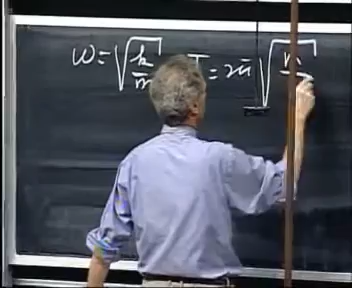 ω = √(k/m) T = 2π √(m/